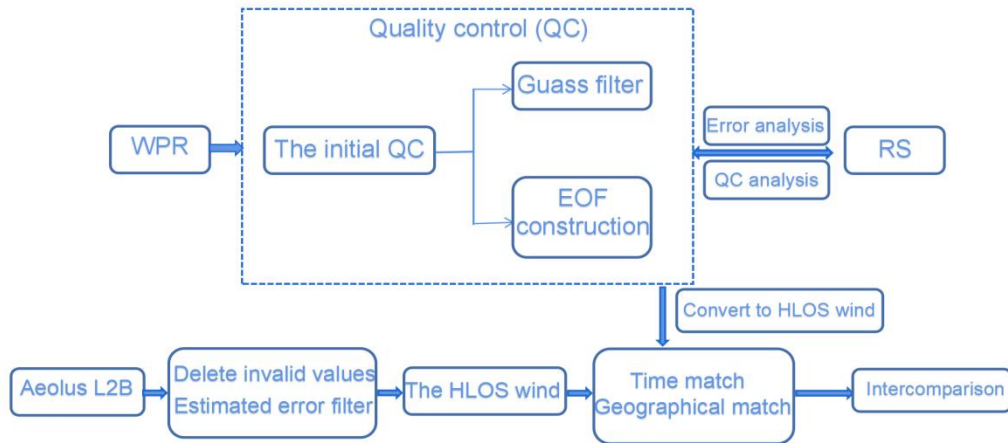 Quality control (QC)
Guass filter
WPR
The initial QC
EOF
construction
Error analysis
QC analysis
RS
Convert to HLOS wind
Aeolus L2B
Delete invalid values
Estimated error filter
The HLOS wind
Time match
Geographical match
Intercomparison